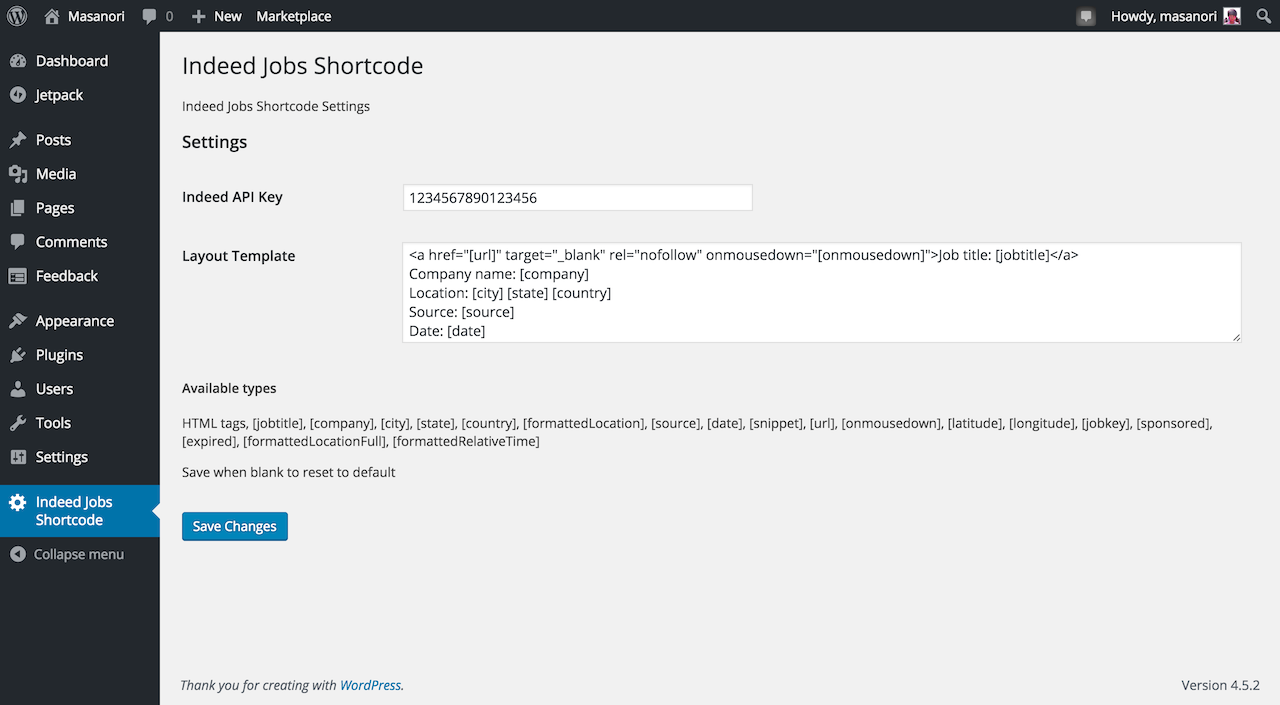 Masanori 0 New Marketplace Howdy, masanori
Dashboard
Jetpack
Posts
Media
Pages
Comments
Feedback
Appearance
Plugins
Users
Tools
Settings
Indeed Jobs
Shortcode
Collapse menu
Indeed Jobs Shortcode
Indeed Jobs Shortcode Settings
Settings
Indeed API Key 1234567890123456
Layout Template
<a href="[url]" target="_blank" rel="nofollow" onmousedown="[onmousedown]">Job title: [jobtitle]</a>
Company name: [company]
Location: [city] [state] [country]
Source: [source]
Date: [date]
Available types
HTML tags, [jobtitle], [company], [city], [state], [country], [formattedLocation], [source], [date], [snippet], [url], [onmousedown], [latitude], [longitude], [jobkey], [sponsored],
[expired], [formattedLocationFull], [formattedRelativeTime]
Save when blank to reset to default
Save Changes
Thank you for creating with WordPress. Version 4.5.2